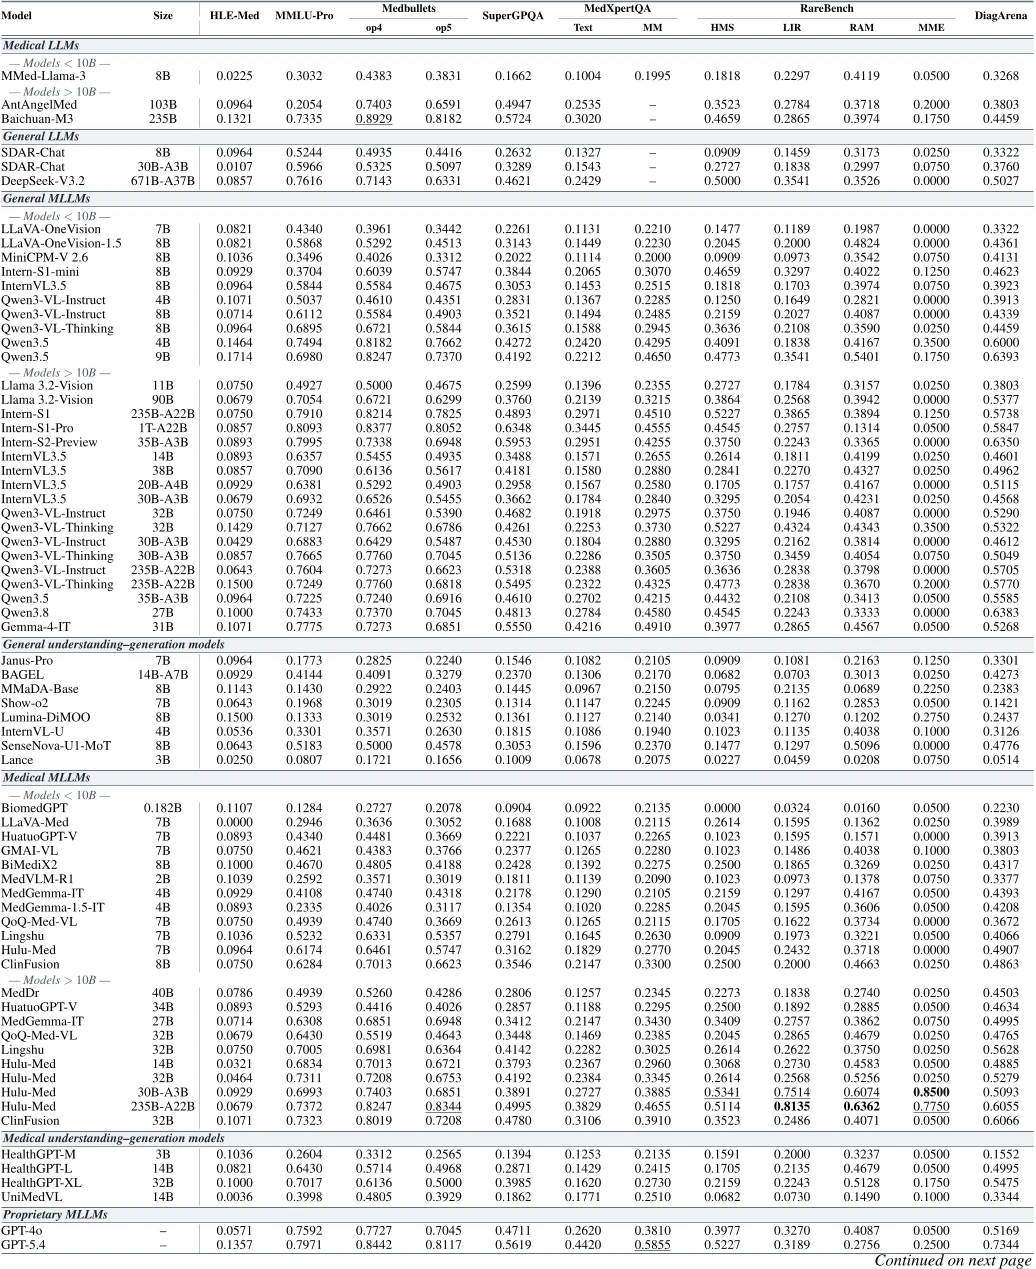 Model Size HLE-Med MMLU-Pro Medbullets SuperGPQA MedXpertQA RareBench DiagArena
op4 op5 Text MM HMS LIR RAM MME
Medical LLMs
— Models < 10B —
MMed-Llama-3 8B 0.0225 0.3032 0.4383 0.3831 0.1662 0.1004 0.1995 0.1818 0.2297 0.4119 0.0500 0.3268
— Models > 10B —
AntAngelMed 103B 0.0964 0.2054 0.7403 0.6591 0.4947 0.2535 – 0.3523 0.2784 0.3718 0.2000 0.3803
Baichuan-M3 235B 0.1321 0.7335 0.8929 0.8182 0.5724 0.3020 – 0.4659 0.2865 0.3974 0.1750 0.4459
General LLMs
SDAR-Chat 8B 0.0964 0.5244 0.4935 0.4416 0.2632 0.1327 – 0.0909 0.1459 0.3173 0.0250 0.3322
SDAR-Chat 30B-A3B 0.0107 0.5966 0.5325 0.5097 0.3289 0.1543 – 0.2727 0.1838 0.2997 0.0750 0.3760
DeepSeek-V3.2 671B-A37B 0.0857 0.7616 0.7143 0.6331 0.4621 0.2429 – 0.5000 0.3541 0.3526 0.0000 0.5027
General MLLMs
— Models < 10B —
LLaVA-OneVision 7B 0.0821 0.4340 0.3961 0.3442 0.2261 0.1131 0.2210 0.1477 0.1189 0.1987 0.0000 0.3322
LLaVA-OneVision-1.5 8B 0.0821 0.5868 0.5292 0.4513 0.3143 0.1449 0.2230 0.2045 0.2000 0.4824 0.0000 0.4361
MiniCPM-V 2.6 8B 0.1036 0.3496 0.4026 0.3312 0.2022 0.1114 0.2000 0.0909 0.0973 0.3542 0.0750 0.4131
Intern-S1-mini 8B 0.0929 0.3704 0.6039 0.5747 0.3844 0.2065 0.3070 0.4659 0.3297 0.4022 0.1250 0.4623
InternVL3.5 8B 0.0964 0.5844 0.5584 0.4675 0.3053 0.1453 0.2515 0.1818 0.1703 0.3974 0.0750 0.3923
Qwen3-VL-Instruct 4B 0.1071 0.5037 0.4610 0.4351 0.2831 0.1367 0.2285 0.1250 0.1649 0.2821 0.0000 0.3913
Qwen3-VL-Instruct 8B 0.0714 0.6112 0.5584 0.4903 0.3521 0.1494 0.2485 0.2159 0.2027 0.4087 0.0000 0.4339
Qwen3-VL-Thinking 8B 0.0964 0.6895 0.6721 0.5844 0.3615 0.1588 0.2945 0.3636 0.2108 0.3590 0.0250 0.4459
Qwen3.5 4B 0.1464 0.7494 0.8182 0.7662 0.4272 0.2420 0.4295 0.4091 0.1838 0.4167 0.3500 0.6000
Qwen3.5 9B 0.1714 0.6980 0.8247 0.7370 0.4192 0.2212 0.4650 0.4773 0.3541 0.5401 0.1750 0.6393
— Models > 10B —
Llama 3.2-Vision 11B 0.0750 0.4927 0.5000 0.4675 0.2599 0.1396 0.2355 0.2727 0.1784 0.3157 0.0250 0.3803
Llama 3.2-Vision 90B 0.0679 0.7054 0.6721 0.6299 0.3760 0.2139 0.3215 0.3864 0.2568 0.3942 0.0000 0.5377
Intern-S1 235B-A22B 0.0750 0.7910 0.8214 0.7825 0.4893 0.2971 0.4510 0.5227 0.3865 0.3894 0.1250 0.5738
Intern-S1-Pro 1T-A22B 0.0857 0.8093 0.8377 0.8052 0.6348 0.3445 0.4555 0.4545 0.2757 0.1314 0.0500 0.5847
Intern-S2-Preview 35B-A3B 0.0893 0.7995 0.7338 0.6948 0.5953 0.2951 0.4255 0.3750 0.2243 0.3365 0.0000 0.6350
InternVL3.5 14B 0.0893 0.6357 0.5455 0.4935 0.3488 0.1571 0.2655 0.2614 0.1811 0.4199 0.0250 0.4601
InternVL3.5 38B 0.0857 0.7090 0.6136 0.5617 0.4181 0.1580 0.2880 0.2841 0.2270 0.4327 0.0250 0.4962
InternVL3.5 20B-A4B 0.0929 0.6381 0.5292 0.4903 0.2958 0.1567 0.2580 0.1705 0.1757 0.4167 0.0000 0.5115
InternVL3.5 30B-A3B 0.0679 0.6932 0.6526 0.5455 0.3662 0.1784 0.2840 0.3295 0.2054 0.4231 0.0250 0.4568
Qwen3-VL-Instruct 32B 0.0750 0.7249 0.6461 0.5390 0.4682 0.1918 0.2975 0.3750 0.1946 0.4087 0.0000 0.5290
Qwen3-VL-Thinking 32B 0.1429 0.7127 0.7662 0.6786 0.4261 0.2253 0.3730 0.5227 0.4324 0.4343 0.3500 0.5322
Qwen3-VL-Instruct 30B-A3B 0.0429 0.6883 0.6429 0.5487 0.4530 0.1804 0.2880 0.3295 0.2162 0.3814 0.0000 0.4612
Qwen3-VL-Thinking 30B-A3B 0.0857 0.7665 0.7760 0.7045 0.5136 0.2286 0.3505 0.3750 0.3459 0.4054 0.0750 0.5049
Qwen3-VL-Instruct 235B-A22B 0.0643 0.7604 0.7273 0.6623 0.5318 0.2388 0.3605 0.3636 0.2838 0.3798 0.0000 0.5705
Qwen3-VL-Thinking 235B-A22B 0.1500 0.7249 0.7760 0.6818 0.5495 0.2322 0.4325 0.4773 0.2838 0.3670 0.2000 0.5770
Qwen3.5 35B-A3B 0.0964 0.7225 0.7240 0.6916 0.4610 0.2702 0.4215 0.4432 0.2108 0.3413 0.0500 0.5585
Qwen3.8 27B 0.1000 0.7433 0.7370 0.7045 0.4813 0.2784 0.4580 0.4545 0.2243 0.3333 0.0000 0.6383
Gemma-4-IT 31B 0.1071 0.7775 0.7273 0.6851 0.5550 0.4216 0.4910 0.3977 0.2865 0.4567 0.0500 0.5268
General understanding–generation models
Janus-Pro 7B 0.0964 0.1773 0.2825 0.2240 0.1546 0.1082 0.2105 0.0909 0.1081 0.2163 0.1250 0.3301
BAGEL 14B-A7B 0.0929 0.4144 0.4091 0.3279 0.2370 0.1306 0.2170 0.0682 0.0703 0.3013 0.0250 0.4273
MMaDA-Base 8B 0.1143 0.1430 0.2922 0.2403 0.1445 0.0967 0.2150 0.0795 0.2135 0.0689 0.2250 0.2383
Show-o2 7B 0.0643 0.1968 0.3019 0.2305 0.1314 0.1147 0.2245 0.0909 0.1162 0.2853 0.0500 0.1421
Lumina-DiMOO 8B 0.1500 0.1333 0.3019 0.2532 0.1361 0.1127 0.2140 0.0341 0.1270 0.1202 0.2750 0.2437
InternVL-U 4B 0.0536 0.3301 0.3571 0.2630 0.1815 0.1086 0.1940 0.1023 0.1135 0.4038 0.1000 0.3126
SenseNova-U1-MoT 8B 0.0643 0.5183 0.5000 0.4578 0.3053 0.1596 0.2370 0.1477 0.1297 0.5096 0.0000 0.4776
Lance 3B 0.0250 0.0807 0.1721 0.1656 0.1009 0.0678 0.2075 0.0227 0.0459 0.0208 0.0750 0.0514
Medical MLLMs
— Models < 10B —
BiomedGPT 0.182B 0.1107 0.1284 0.2727 0.2078 0.0904 0.0922 0.2135 0.0000 0.0324 0.0160 0.0500 0.2230
LLaVA-Med 7B 0.0000 0.2946 0.3636 0.3052 0.1688 0.1008 0.2115 0.2614 0.1595 0.1362 0.0250 0.3989
HuatuoGPT-V 7B 0.0893 0.4340 0.4481 0.3669 0.2221 0.1037 0.2265 0.1023 0.1595 0.1571 0.0000 0.3913
GMAI-VL 7B 0.0750 0.4621 0.4383 0.3766 0.2377 0.1265 0.2280 0.1023 0.1486 0.4038 0.1000 0.3803
BiMediX2 8B 0.1000 0.4670 0.4805 0.4188 0.2428 0.1392 0.2275 0.2500 0.1865 0.3269 0.0250 0.4317
MedVLM-R1 2B 0.1039 0.2592 0.3571 0.3019 0.1811 0.1139 0.2090 0.1023 0.0973 0.1378 0.0750 0.3377
MedGemma-IT 4B 0.0929 0.4108 0.4740 0.4318 0.2178 0.1290 0.2105 0.2159 0.1297 0.4167 0.0500 0.4393
MedGemma-1.5-IT 4B 0.0893 0.2335 0.4026 0.3117 0.1354 0.1020 0.2285 0.2045 0.1595 0.3606 0.0500 0.4208
QoQ-Med-VL 7B 0.0750 0.4939 0.4740 0.3669 0.2613 0.1265 0.2115 0.1705 0.1622 0.3734 0.0000 0.3672
Lingshu 7B 0.1036 0.5232 0.6331 0.5357 0.2791 0.1645 0.2630 0.0909 0.1973 0.3221 0.0500 0.4066
Hulu-Med 7B 0.0964 0.6174 0.6461 0.5747 0.3162 0.1829 0.2770 0.2045 0.2432 0.3718 0.0000 0.4907
ClinFusion 8B 0.0750 0.6284 0.7013 0.6623 0.3546 0.2147 0.3300 0.2500 0.2000 0.4663 0.0250 0.4863
— Models > 10B —
MedDr 40B 0.0786 0.4939 0.5260 0.4286 0.2806 0.1257 0.2345 0.2273 0.1838 0.2740 0.0250 0.4503
HuatuoGPT-V 34B 0.0893 0.5293 0.4416 0.4026 0.2857 0.1188 0.2295 0.2500 0.1892 0.2885 0.0500 0.4634
MedGemma-IT 27B 0.0714 0.6308 0.6851 0.6948 0.3412 0.2147 0.3430 0.3409 0.2757 0.3862 0.0750 0.4995
QoQ-Med-VL 32B 0.0679 0.6430 0.5519 0.4643 0.3448 0.1469 0.2385 0.2045 0.2865 0.4679 0.0250 0.4765
Lingshu 32B 0.0750 0.7005 0.6981 0.6364 0.4142 0.2282 0.3025 0.2614 0.2622 0.3750 0.0250 0.5628
Hulu-Med 14B 0.0321 0.6834 0.7013 0.6721 0.3793 0.2367 0.2960 0.3068 0.2730 0.4583 0.0500 0.4885
Hulu-Med 32B 0.0464 0.7311 0.7208 0.6753 0.4192 0.2384 0.3345 0.2614 0.2568 0.5256 0.0250 0.5279
Hulu-Med 30B-A3B 0.0929 0.6993 0.7403 0.6851 0.3891 0.2727 0.3885 0.5341 0.7514 0.6074 0.8500 0.5093
Hulu-Med 235B-A22B 0.0679 0.7372 0.8247 0.8344 0.4995 0.3829 0.4655 0.5114 0.8135 0.6362 0.7750 0.6055
ClinFusion 32B 0.1071 0.7323 0.8019 0.7208 0.4780 0.3106 0.3910 0.3523 0.2486 0.4071 0.0500 0.6066
Medical understanding–generation models
HealthGPT-M 3B 0.1036 0.2604 0.3312 0.2565 0.1394 0.1253 0.2135 0.1591 0.2000 0.3237 0.0500 0.1552
HealthGPT-L 14B 0.0821 0.6430 0.5714 0.4968 0.2871 0.1429 0.2415 0.1705 0.2135 0.4679 0.0500 0.4995
HealthGPT-XL 32B 0.1000 0.7017 0.6136 0.5000 0.3985 0.1620 0.2730 0.2159 0.2243 0.5128 0.1750 0.5475
UniMedVL 14B 0.0036 0.3998 0.4805 0.3929 0.1862 0.1771 0.2510 0.0682 0.0730 0.1490 0.1000 0.3344
Proprietary MLLMs
GPT-4o – 0.0571 0.7592 0.7727 0.7045 0.4711 0.2620 0.3810 0.3977 0.3270 0.4087 0.0500 0.5169
GPT-5.4 – 0.1357 0.7971 0.8442 0.8117 0.5619 0.4420 0.5855 0.5227 0.3189 0.2756 0.2500 0.7344
Continued on next page